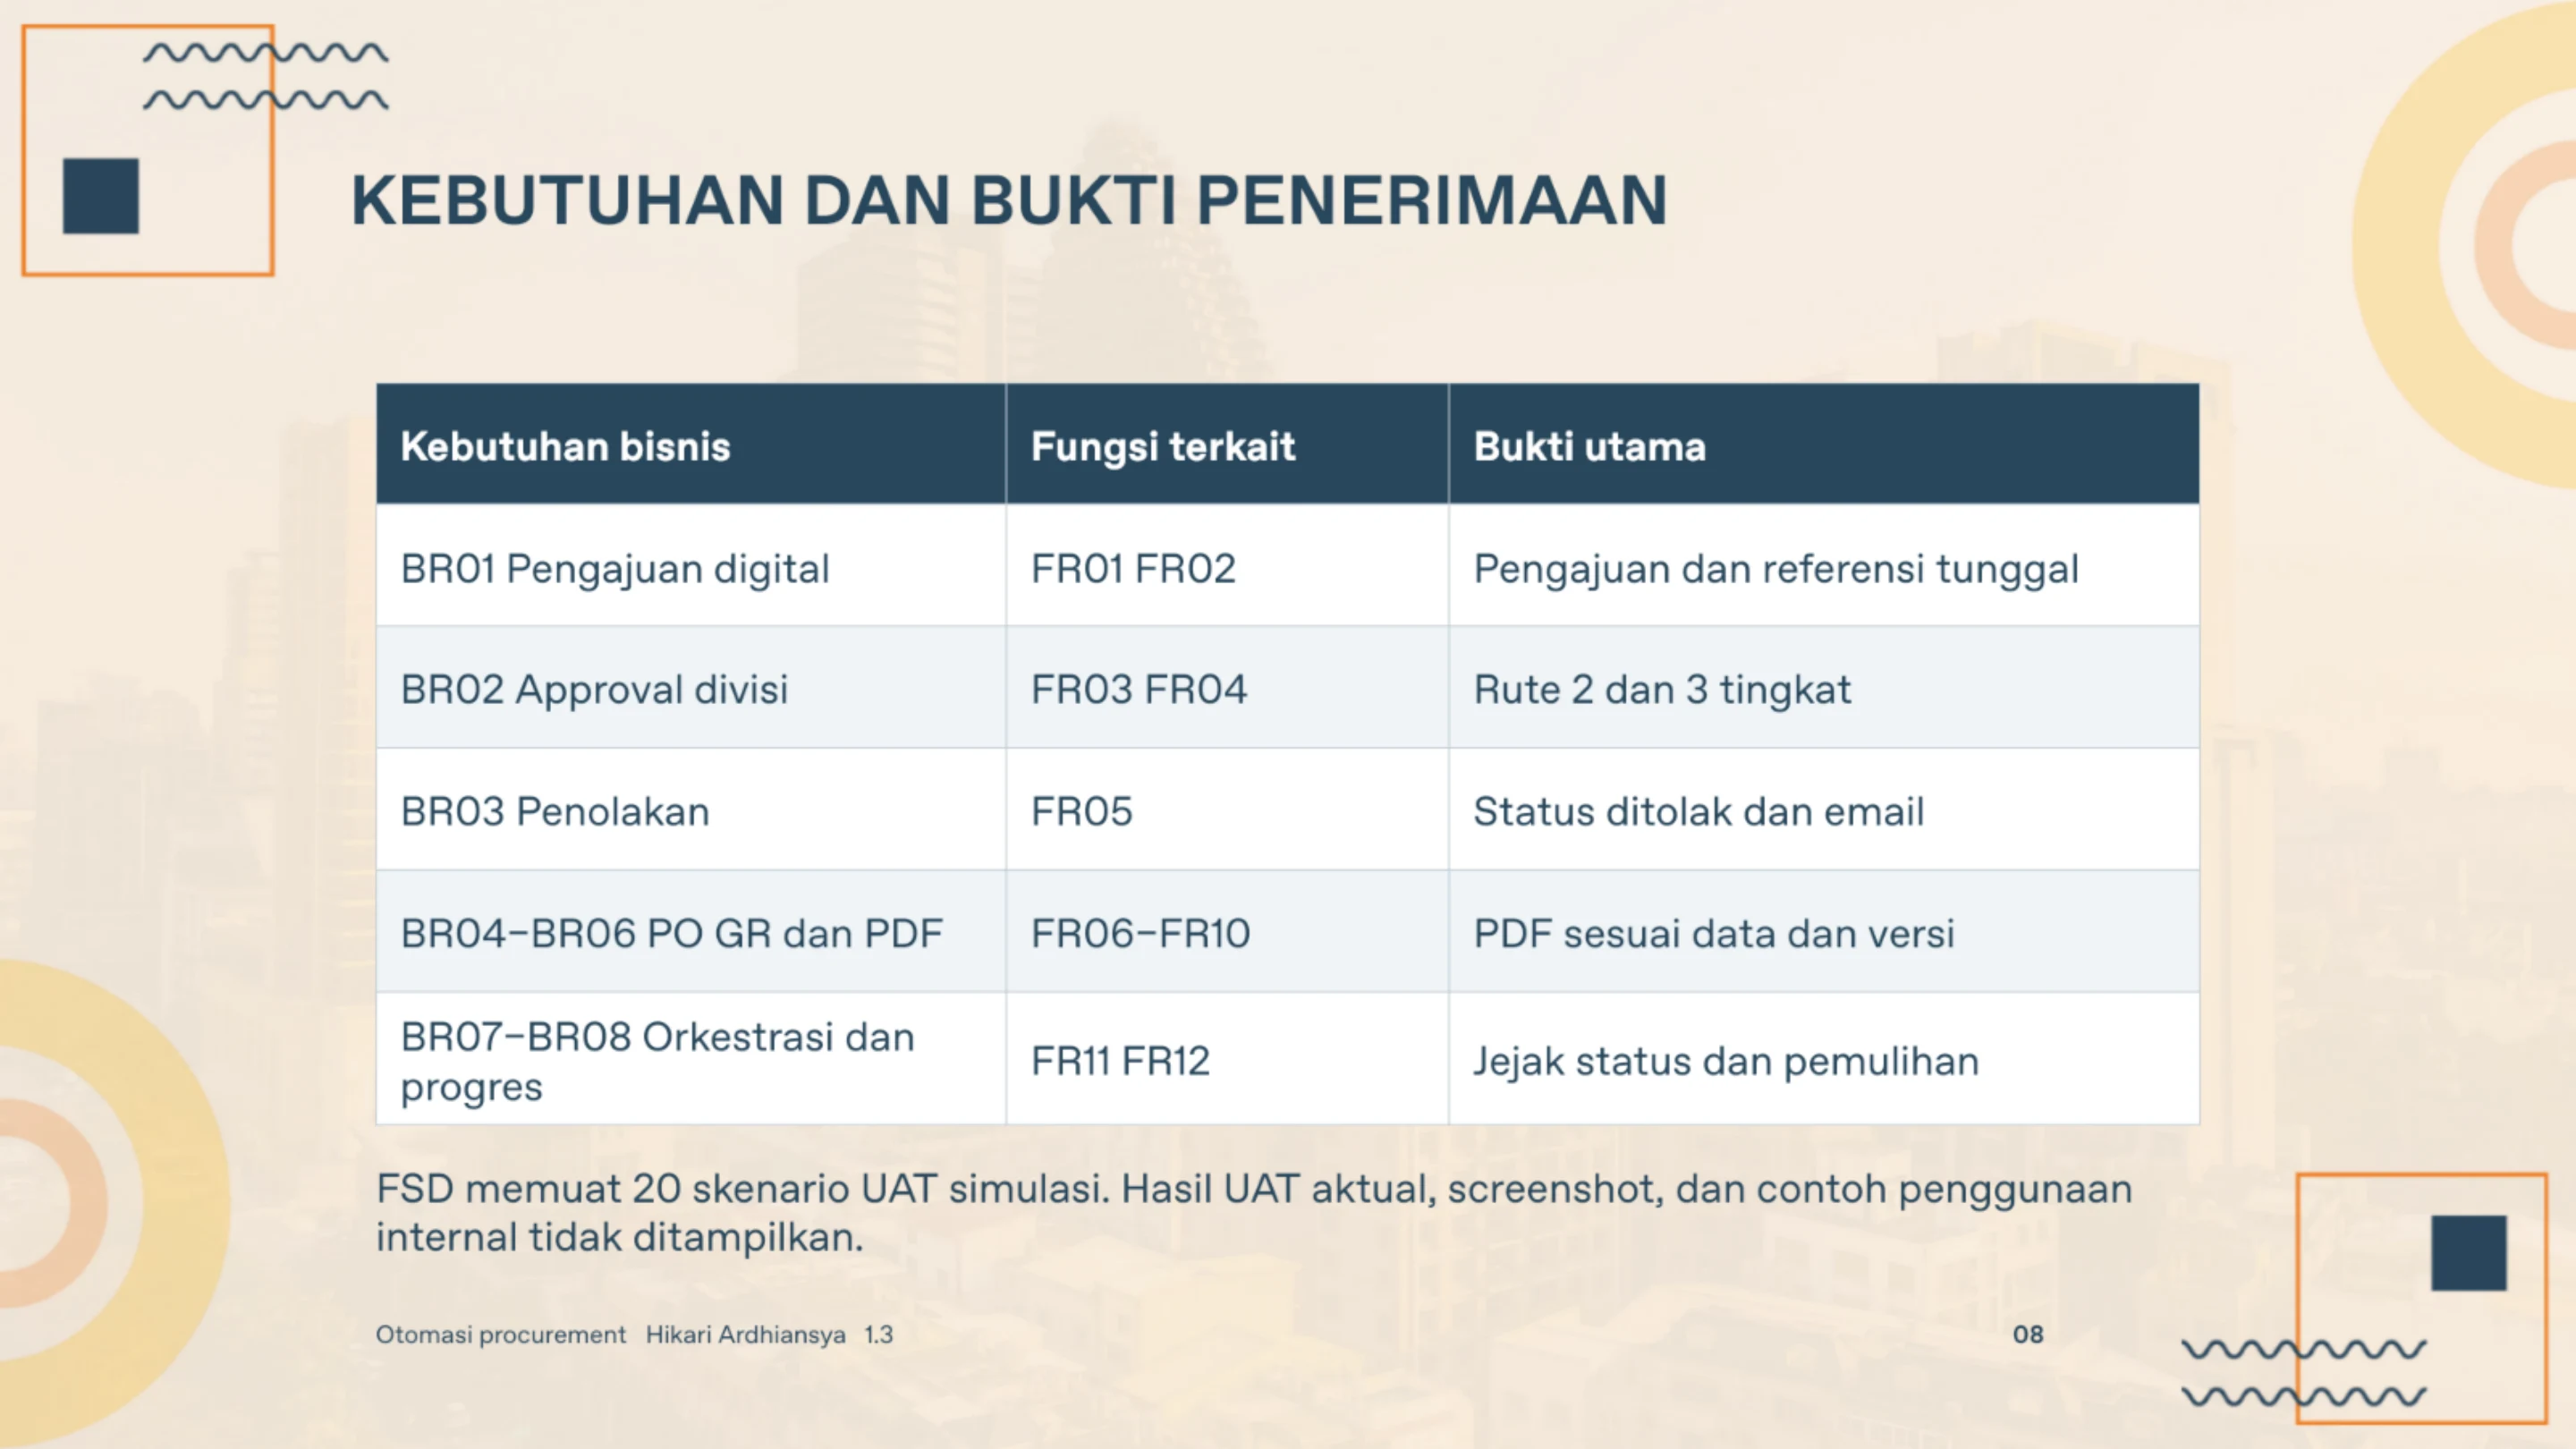 KEBUTUHAN DAN BUKTI PENERIMAAN
Kebutuhan bisnis
Fungsi terkait
Bukti utama
BR01 Pengajuan digital
FR01 FR02
Pengajuan dan referensi tunggal
BR02 Approval divisi
FR03 FR04
Rute 2 dan 3 tingkat
BR03 Penolakan
FR05
Status ditolak dan email
BR04–BR06 PO GR dan PDF
FR06–FR10
PDF sesuai data dan versi
BR07–BR08 Orkestrasi dan
progres
FR11 FR12
Jejak status dan pemulihan
FSD memuat 20 skenario UAT simulasi. Hasil UAT aktual, screenshot, dan contoh penggunaan
internal tidak ditampilkan.
Otomasi procurement Hikari Ardhiansya 1.3
08